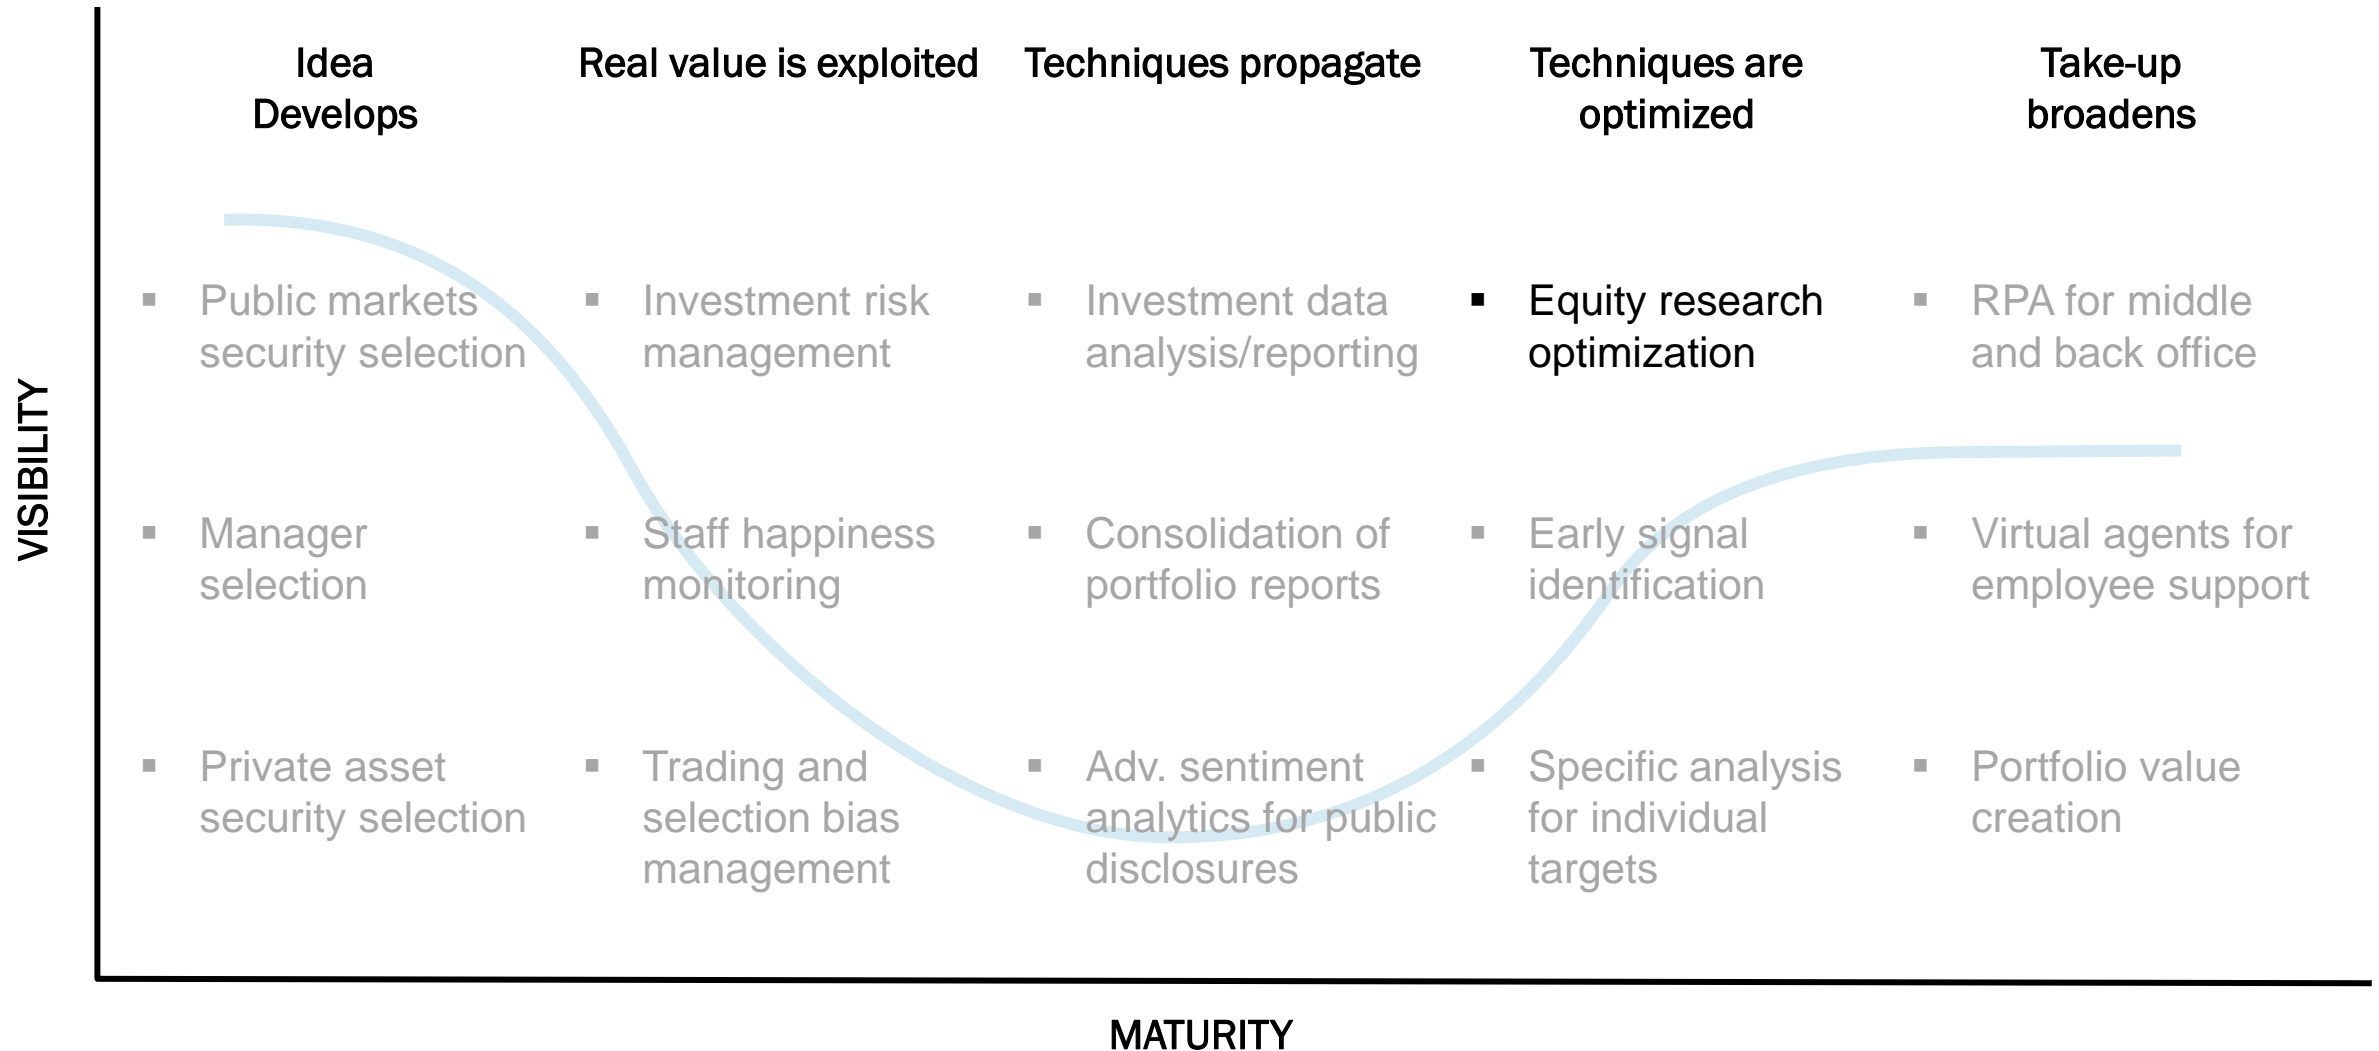 Idea
Develops
Real value is exploited
Techniques propagate
Techniques are
optimized
Take-up
broadens
VISIBILITY
▪ Public markets
security selection
▪ Investment risk
management
▪ Investment data
analysis/reporting
▪ Equity research
optimization
▪ RPA for middle
and back office
▪ Manager
selection
▪ Staff happiness
monitoring
▪ Consolidation of
portfolio reports
▪ Early signal
identification
▪ Virtual agents for
employee support
▪ Private asset
security selection
▪ Trading and
selection bias
management
▪ Adv. sentiment
analytics for public
disclosures
▪ Specific analysis
for individual
targets
▪ Portfolio value
creation
MATURITY